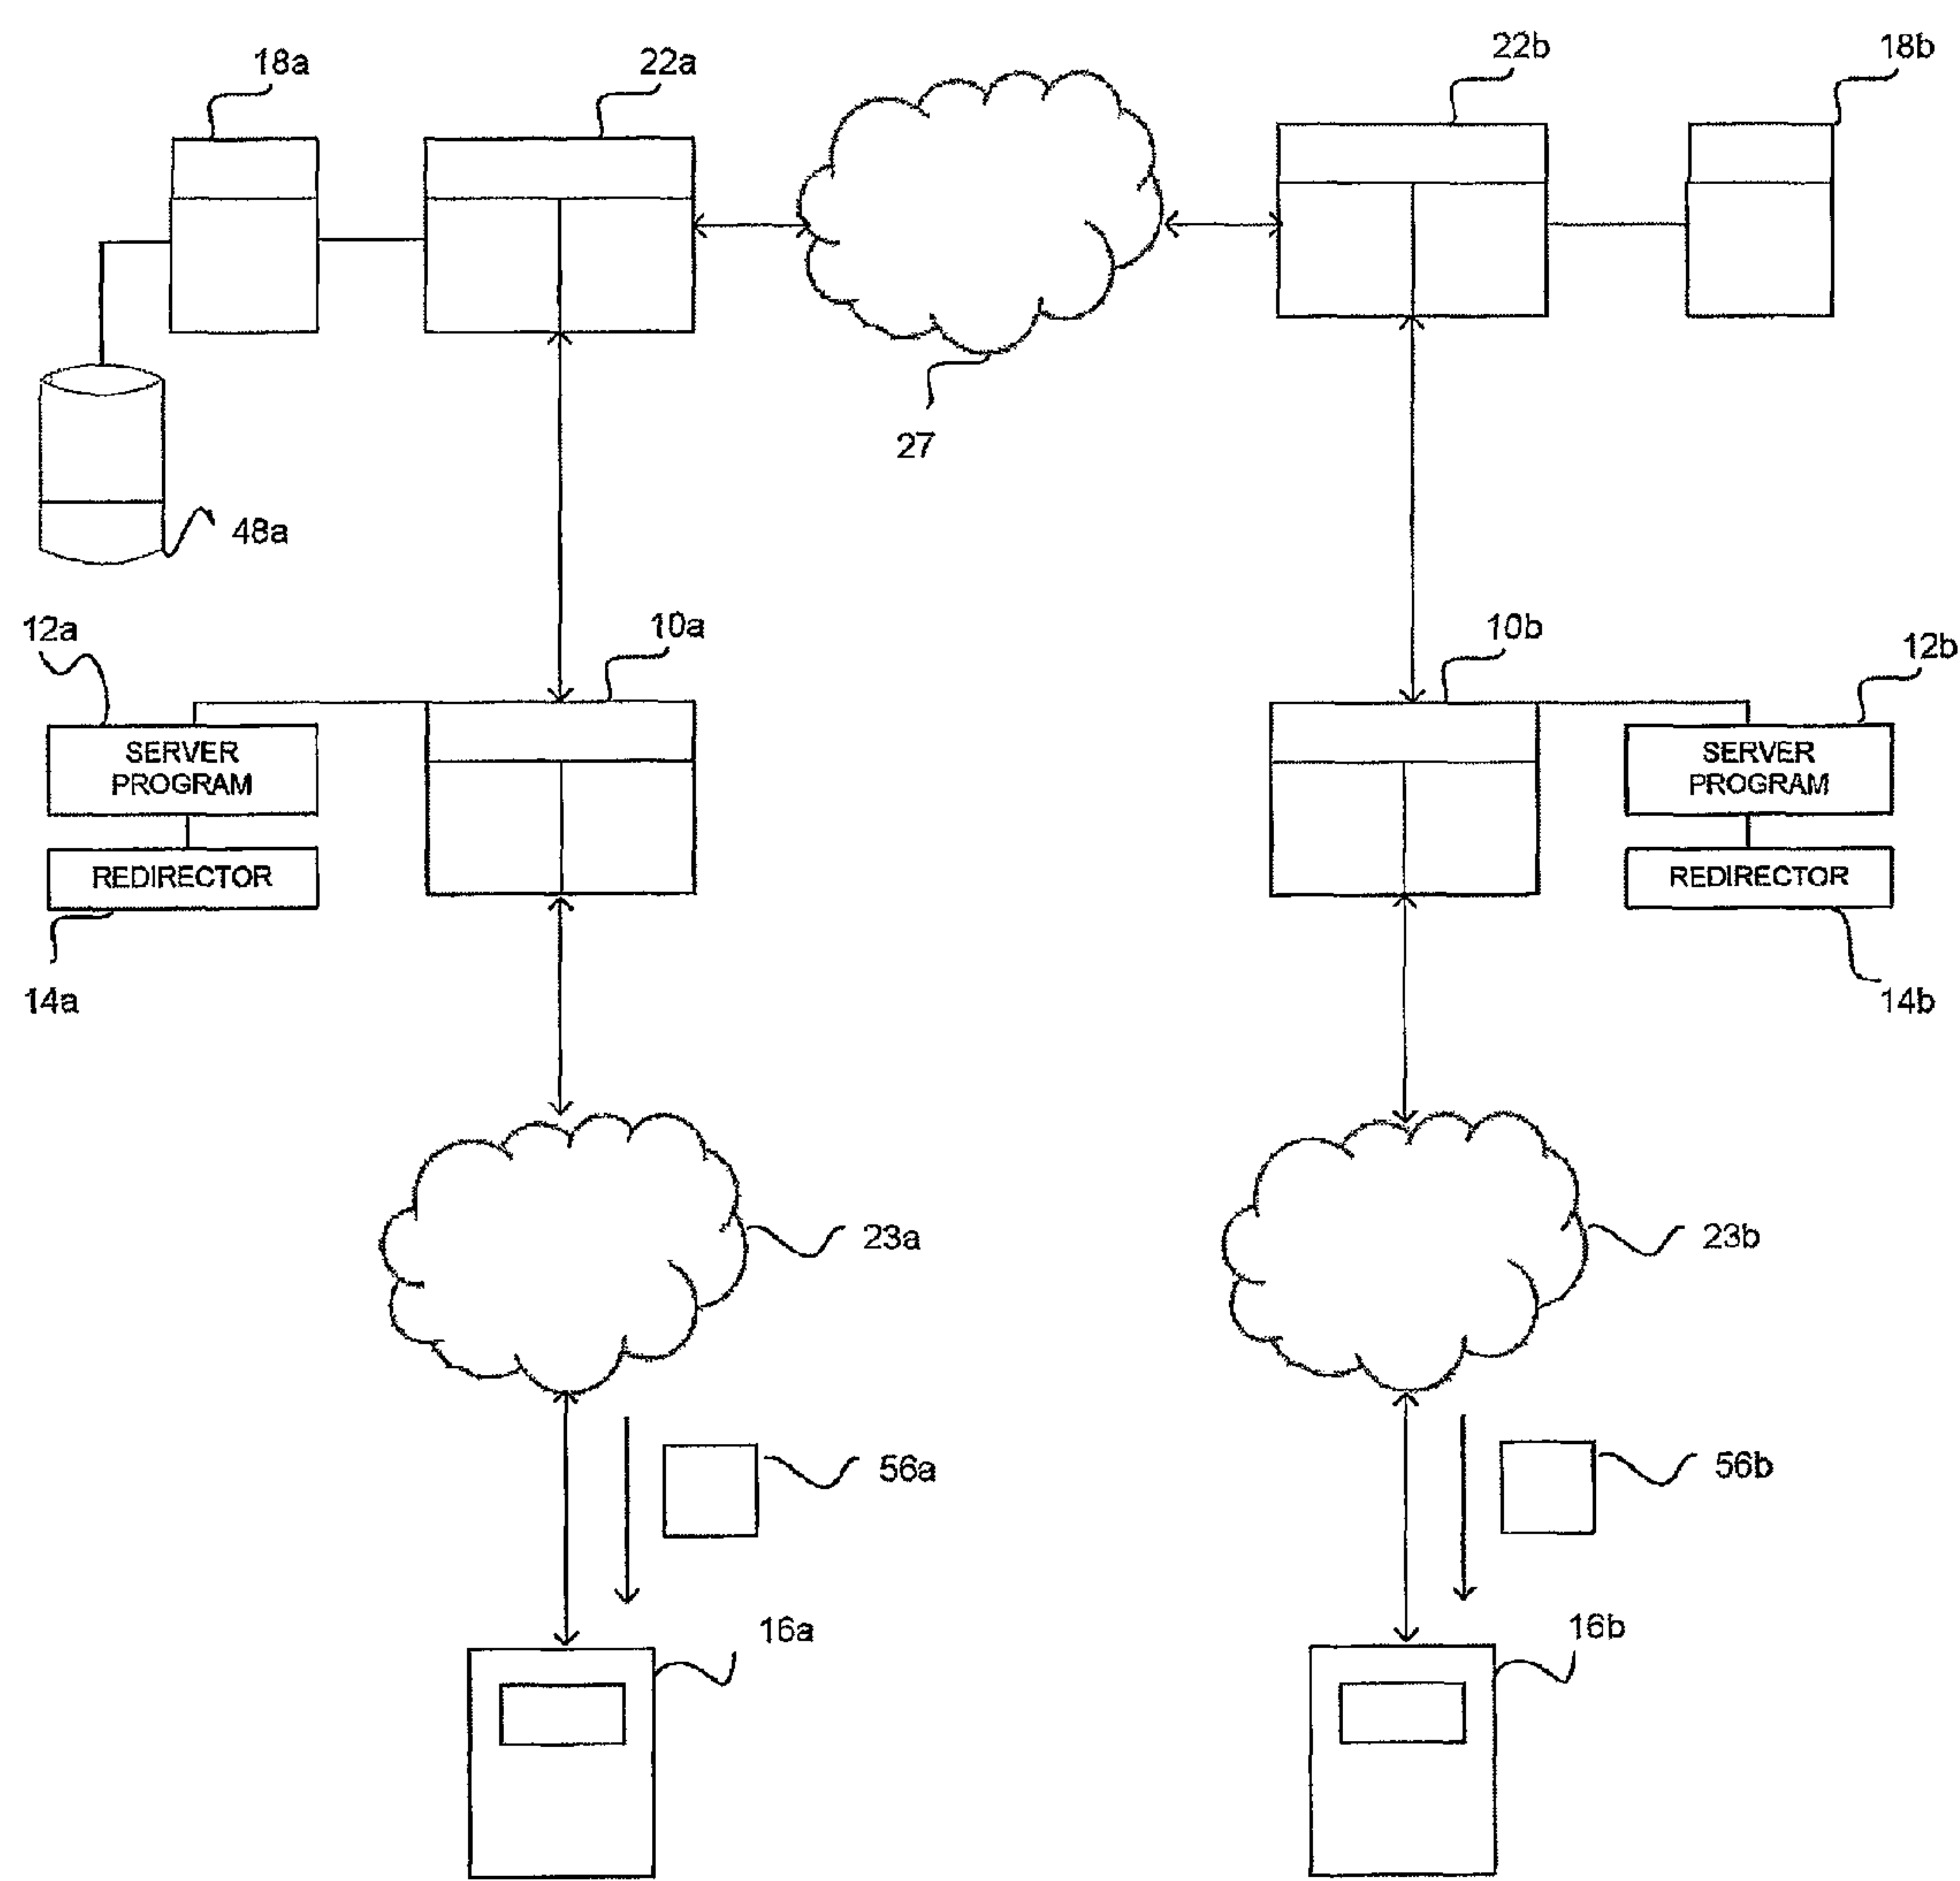 18a
22a
22b
18b
27
48a
12a
10a
10b
12b
SERVER
PROGRAM
SERVER
PROGRAM
REDIRECTOR
REDIRECTOR
14a
14b
23a
23b
56a
56b
16a
16b